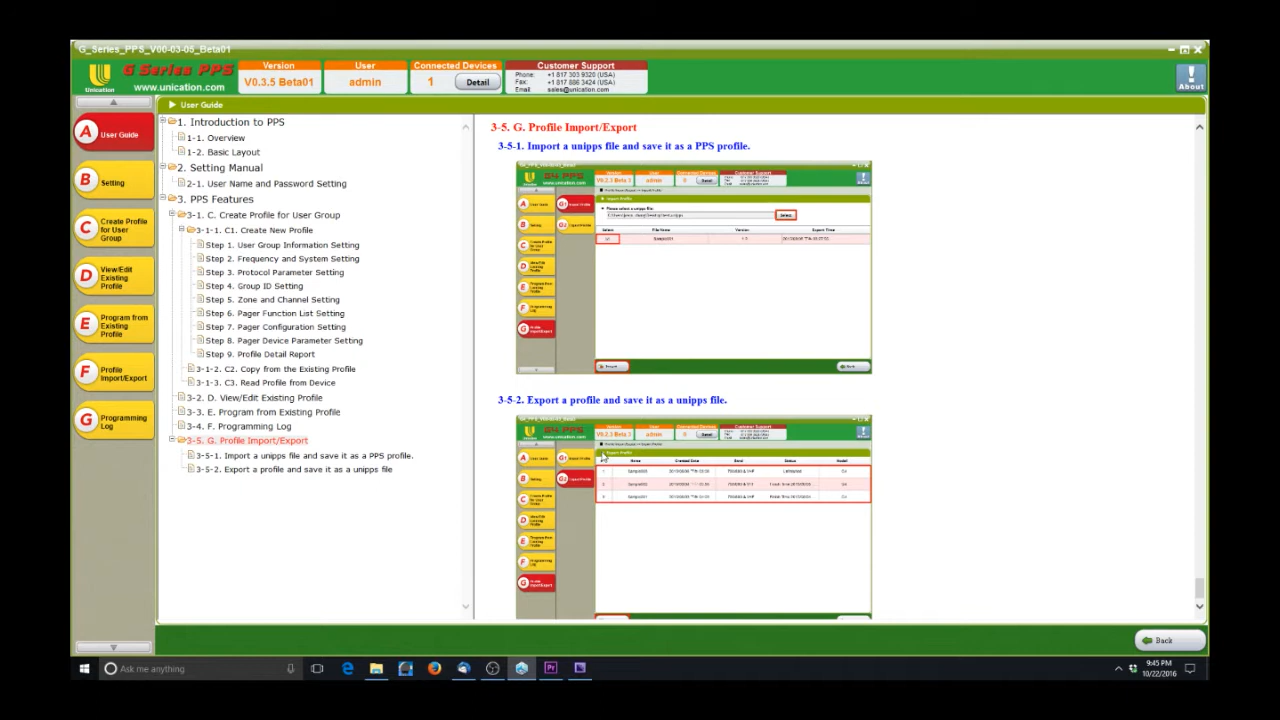 G_Series_PPS_V00-03-05_Beta01
Unication
G Series PPS
www.unication.com
Version
V0.3.5 Beta01
User
admin
Connected Devices
1 Detail
Customer Support
Phone: +1 817 303 9320 (USA)
Fax: +1 817 886 3424 (USA)
Email: sales@unication.com
! About
A User Guide
B Setting
C Create Profile for User Group
D View/Edit Existing Profile
E Program from Existing Profile
F Profile Import/Export
G Programming Log
User Guide
1. Introduction to PPS
1-1. Overview
1-2. Basic Layout
2. Setting Manual
2-1. User Name and Password Setting
3. PPS Features
3-1. C. Create Profile for User Group
3-1-1. C1. Create New Profile
Step 1. User Group Information Setting
Step 2. Frequency and System Setting
Step 3. Protocol Parameter Setting
Step 4. Group ID Setting
Step 5. Zone and Channel Setting
Step 6. Pager Function List Setting
Step 7. Pager Configuration Setting
Step 8. Pager Device Parameter Setting
Step 9. Profile Detail Report
3-1-2. C2. Copy from the Existing Profile
3-1-3. C3. Read Profile from Device
3-2. D. View/Edit Existing Profile
3-3. E. Program from Existing Profile
3-4. F. Programming Log
3-5. G. Profile Import/Export
3-5-1. Import a unipps file and save it as a PPS profile.
3-5-2. Export a profile and save it as a unipps file
3-5. G. Profile Import/Export
3-5-1. Import a unipps file and save it as a PPS profile.
3-5-2. Export a profile and save it as a unipps file.
Back
Ask me anything
9:45 PM
10/22/2016